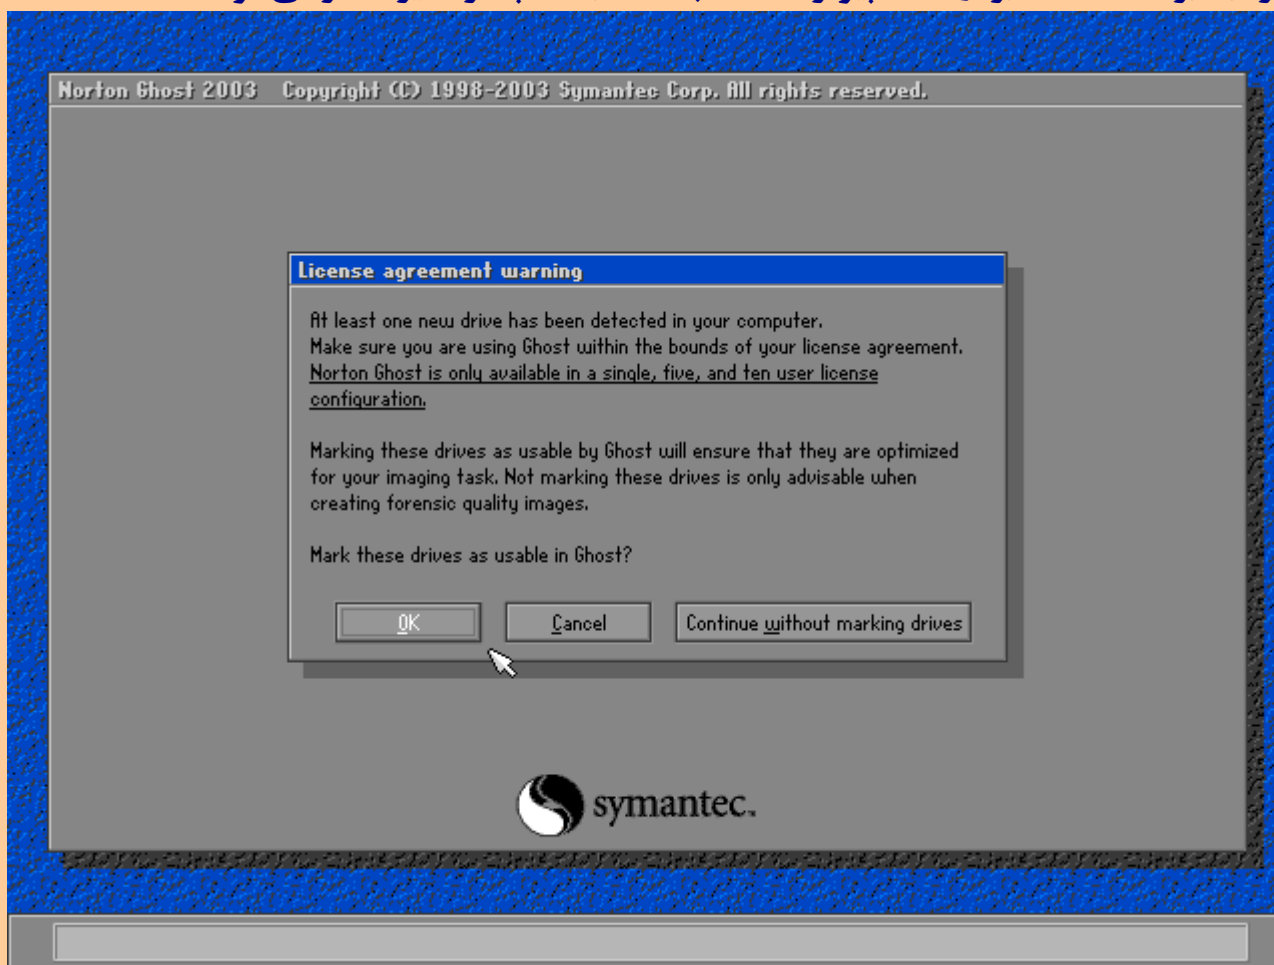 Norton Ghost 2003 Copyright (C) 1998-2003 Symantec Corp. All rights reserved.
License agreement warning
At least one new drive has been detected in your computer.
Make sure you are using Ghost within the bounds of your license agreement.
Norton Ghost is only available in a single, five, and ten user license
configuration.
Marking these drives as usable by Ghost will ensure that they are optimized
for your imaging task. Not marking these drives is only advisable when
creating forensic quality images.
Mark these drives as usable in Ghost?
OK Cancel Continue without marking drives
symantec.